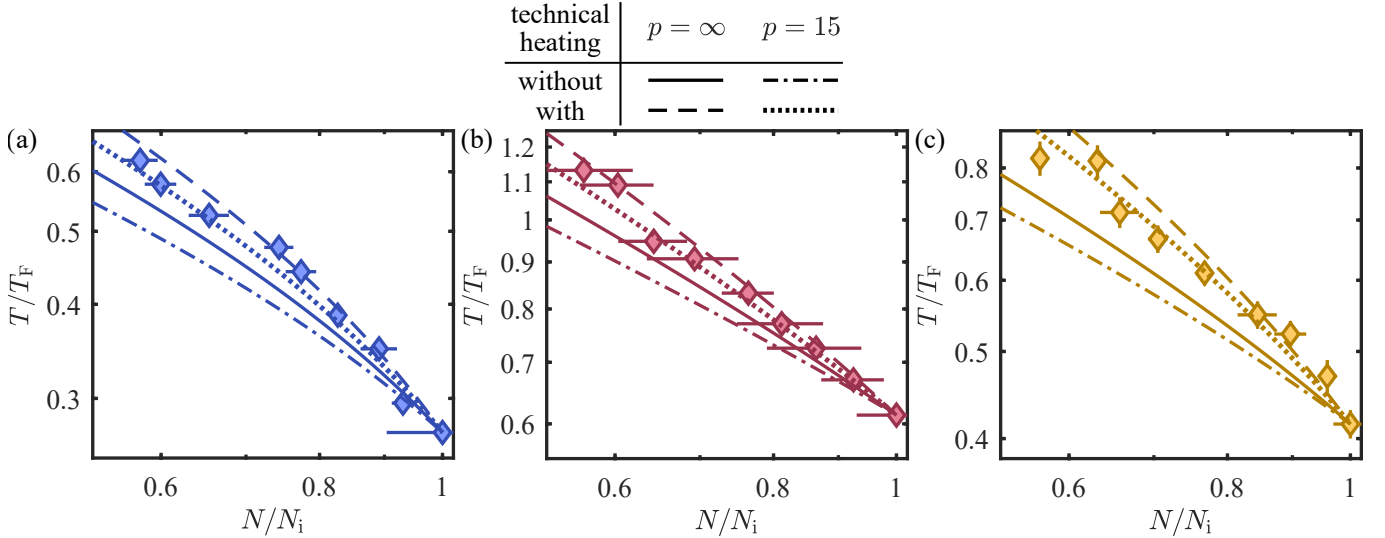 technical heating p = ∞ p = 15
without
with
(a)
0.6
0.5
0.4
0.3
T/T_F
0.6 0.8 1
N/N_i
(b)
1.2
1.1
1
0.9
0.8
0.7
0.6
T/T_F
0.6 0.8 1
N/N_i
(c)
0.8
0.7
0.6
0.5
0.4
T/T_F
0.6 0.8 1
N/N_i